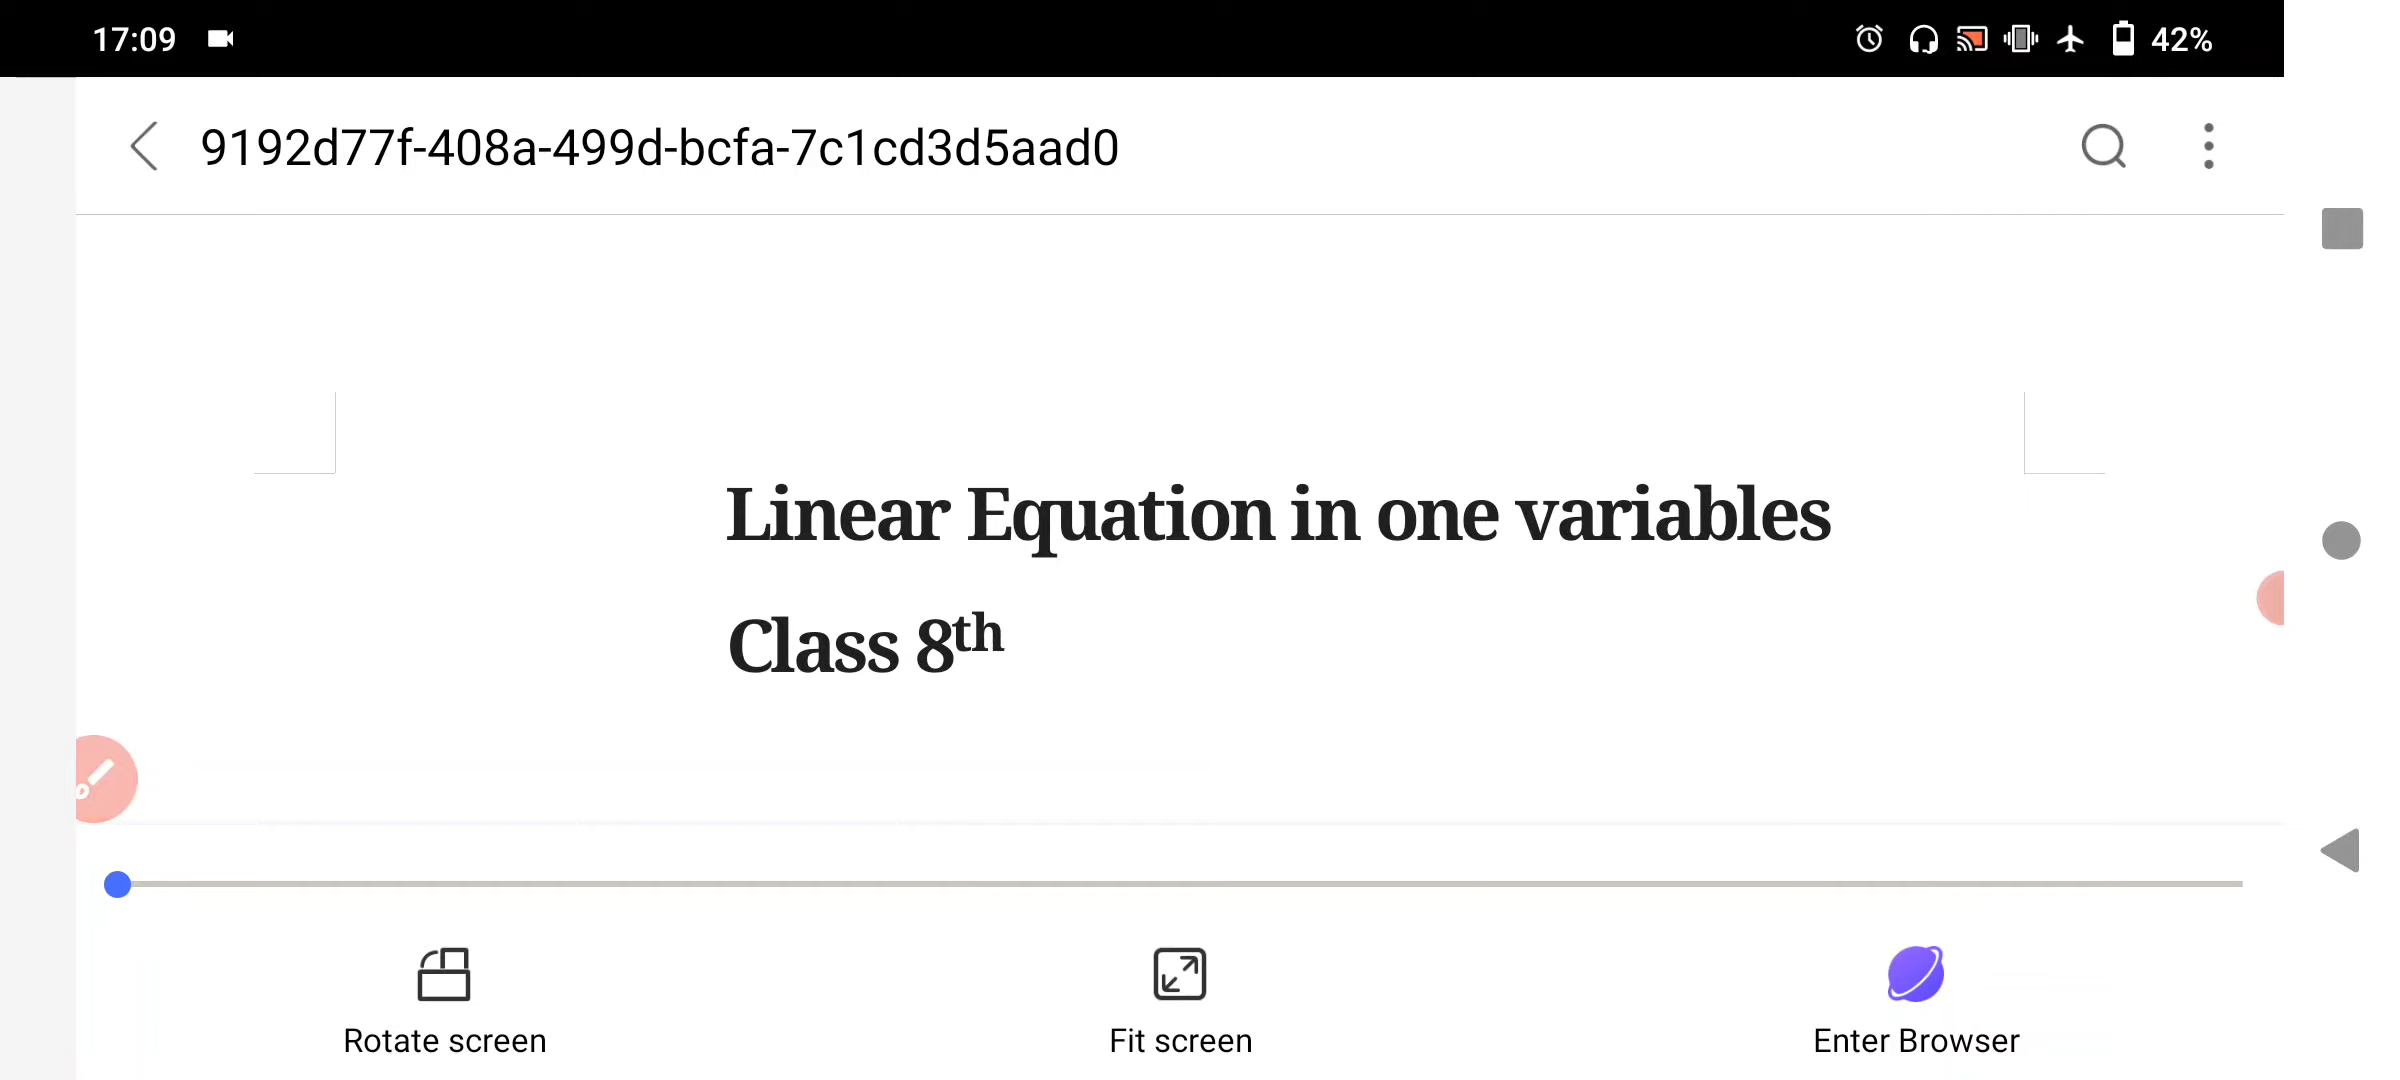 17:09
42%
9192d77f-408a-499d-bcfa-7c1cd3d5aad0
Linear Equation in one variables
Class 8th
Rotate screen
Fit screen
Enter Browser